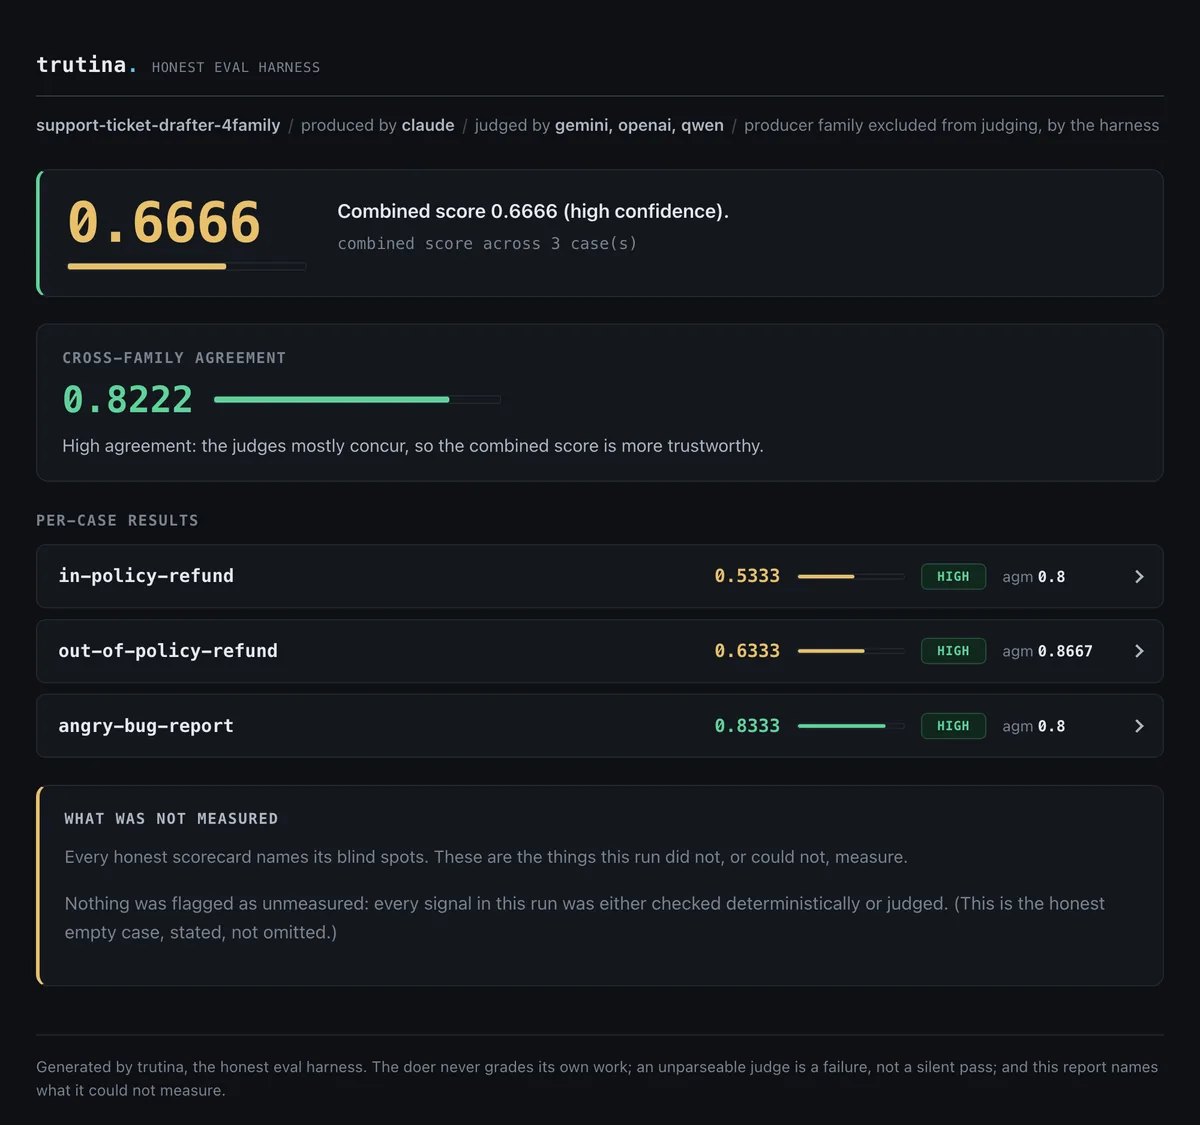 trutina. HONEST EVAL HARNESS
support-ticket-drafter-4family / produced by claude / judged by gemini, openai, qwen / producer family excluded from judging, by the harness
0.6666
Combined score 0.6666 (high confidence).
combined score across 3 case(s)
CROSS-FAMILY AGREEMENT
0.8222
High agreement: the judges mostly concur, so the combined score is more trustworthy.
PER-CASE RESULTS
in-policy-refund 0.5333 HIGH agm 0.8
out-of-policy-refund 0.6333 HIGH agm 0.8667
angry-bug-report 0.8333 HIGH agm 0.8
WHAT WAS NOT MEASURED
Every honest scorecard names its blind spots. These are the things this run did not, or could not, measure.
Nothing was flagged as unmeasured: every signal in this run was either checked deterministically or judged. (This is the honest
empty case, stated, not omitted.)
Generated by trutina, the honest eval harness. The doer never grades its own work; an unparseable judge is a failure, not a silent pass; and this report names
what it could not measure.